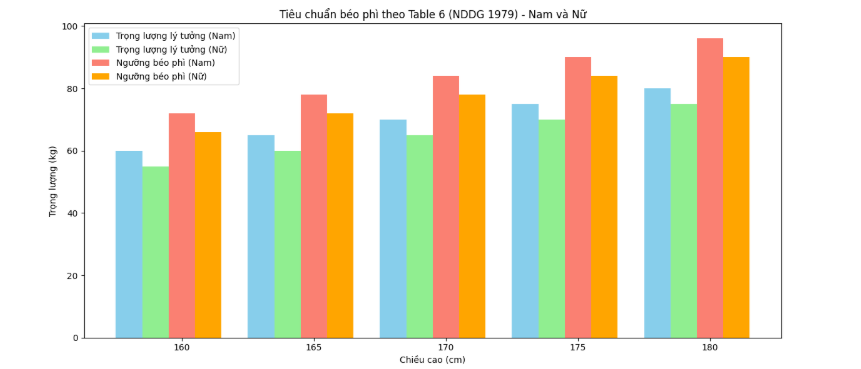 Tiêu chuẩn béo phì theo Table 6 (NDDG 1979) - Nam và Nữ
Trọng lượng lý tưởng (Nam)
Trọng lượng lý tưởng (Nữ)
Ngưỡng béo phì (Nam)
Ngưỡng béo phì (Nữ)
Trọng lượng (kg)
100
80
60
40
20
0
160 165 170 175 180
Chiều cao (cm)